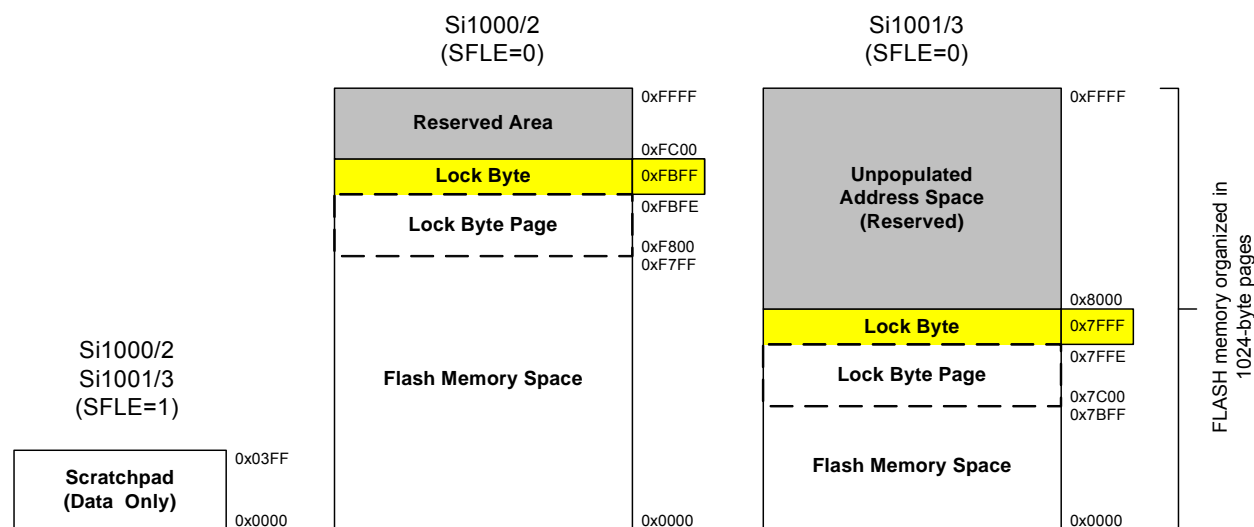 Si1000/2
(SFLE=0)
Si1001/3
(SFLE=0)
0xFFFF
Reserved Area
0xFC00
Lock Byte
0xFBFF
0xFBFE
Lock Byte Page
0xF800
0xF7FF
Flash Memory Space
0x0000
0xFFFF
Unpopulated
Address Space
(Reserved)
0x8000
Lock Byte
0x7FFF
0x7FFE
Lock Byte Page
0x7C00
0x7BFF
Flash Memory Space
0x0000
FLASH memory organized in
1024-byte pages
Si1000/2
Si1001/3
(SFLE=1)
0x03FF
Scratchpad
(Data Only)
0x0000